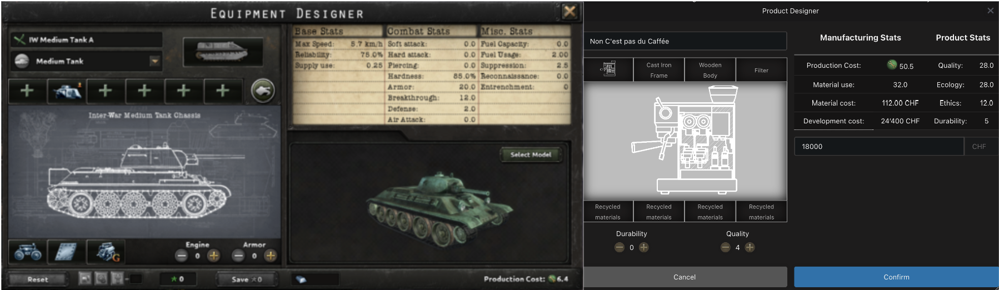 Equipment Designer
IW Medium Tank A
Medium Tank
Inter-War Medium Tank Chassis
Engine
0
Armor
0
Reset
0
Save 0
Base Stats
Max Speed: 5.7 km/h
Reliability: 75.0%
Supply use: 0.25
Combat Stats
Soft attack: 0.0
Hard attack: 0.0
Piercing: 0.0
Hardness: 85.0%
Armor: 20.0
Breakthrough: 12.0
Defense: 2.0
Air Attack: 0.0
Misc. Stats
Fuel Capacity: 0.0
Fuel Usage: 2.00
Suppression: 2.5
Reconnaissance: 0.0
Entrenchment: 0
Select Model
Production Cost: 6.4
Product Designer
Non C'est pas du Caffée
Cast Iron
Frame
Wooden
Body
Filter
Recycled
materials
Recycled
materials
Recycled
materials
Recycled
materials
Durability
0
Quality
4
Cancel
Manufacturing Stats
Production Cost: 50.5
Material use: 32.0
Material cost: 112.00 CHF
Development cost: 24'400 CHF
Product Stats
Quality: 28.0
Ecology: 28.0
Ethics: 12.0
Durability: 5
18000 CHF
Confirm